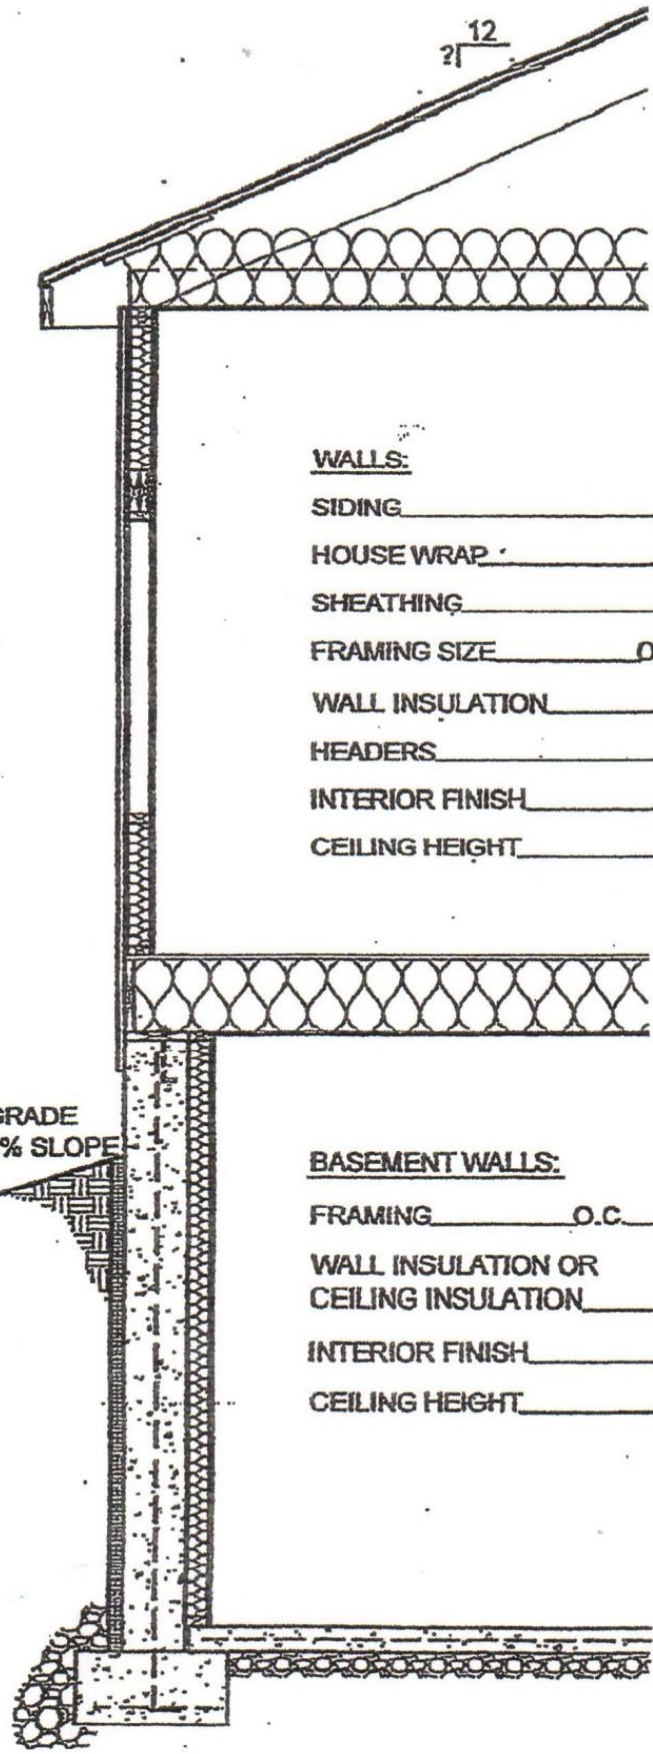 12
?
WALLS:
SIDING
HOUSE WRAP
SHEATHING
FRAMING SIZE O
WALL INSULATION
HEADERS
INTERIOR FINISH
CEILING HEIGHT
GRADE
% SLOPE
BASEMENT WALLS:
FRAMING O.C.
WALL INSULATION OR
CEILING INSULATION
INTERIOR FINISH
CEILING HEIGHT